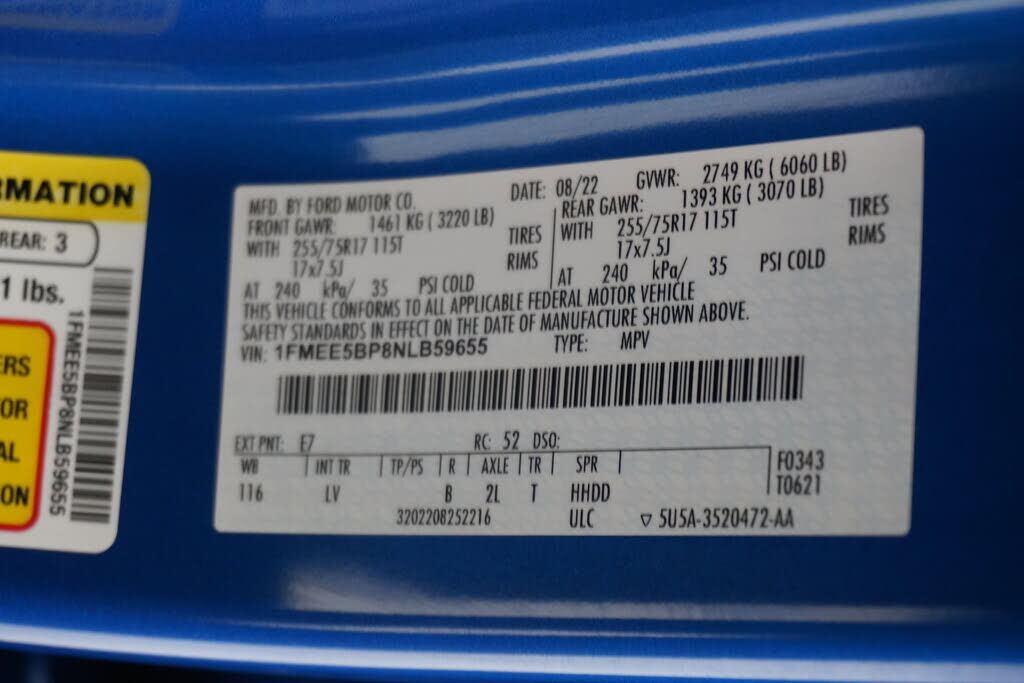 RMATION
REAR: 3
1 lbs.
ERS
OR
AL
ON
1FMEE5BP8NLB59655
MFD. BY FORD MOTOR CO. DATE: 08/22 GVWR: 2749 KG ( 6060 LB)
FRONT GAWR: 1461 KG ( 3220 LB) REAR GAWR: 1393 KG ( 3070 LB)
WITH 255/75R17 115T TIRES WITH 255/75R17 115T TIRES
17x7.5J RIMS 17x7.5J RIMS
AT 240 kPa/ 35 PSI COLD AT 240 kPa/ 35 PSI COLD
THIS VEHICLE CONFORMS TO ALL APPLICABLE FEDERAL MOTOR VEHICLE
SAFETY STANDARDS IN EFFECT ON THE DATE OF MANUFACTURE SHOWN ABOVE.
VIN: 1FMEE5BP8NLB59655 TYPE: MPV
EXT PNT: E7 RC: 52 DSO:
WB INT TR TP/PS R AXLE TR SPR F0343
116 LV B 2L T HHDD T0621
3202208252216 ULC ▽ 5U5A-3520472-AA